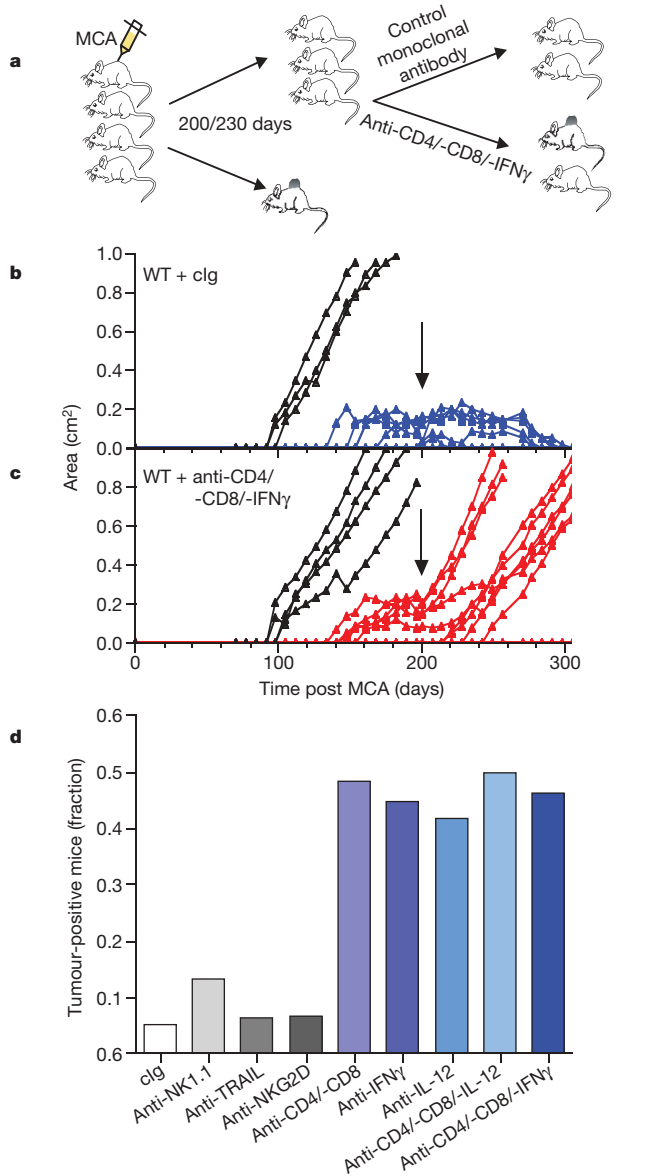 a
MCA
200/230 days
Control
monoclonal
antibody
Anti-CD4/-CD8/-IFNγ
b
WT + cIg
1.0
0.8
0.6
0.4
0.2
0.0
Area (cm²)
c
WT + anti-CD4/
-CD8/-IFNγ
0.8
0.6
0.4
0.2
0.0
0 100 200 300
Time post MCA (days)
d
Tumour-positive mice (fraction)
0.6
0.5
0.4
0.3
0.2
0.1
0.6
cIg
Anti-NK1.1
Anti-TRAIL
Anti-NKG2D
Anti-CD4/-CD8
Anti-IFNγ
Anti-IL-12
Anti-CD4/-CD8/-IL-12
Anti-CD4/-CD8/-IFNγ